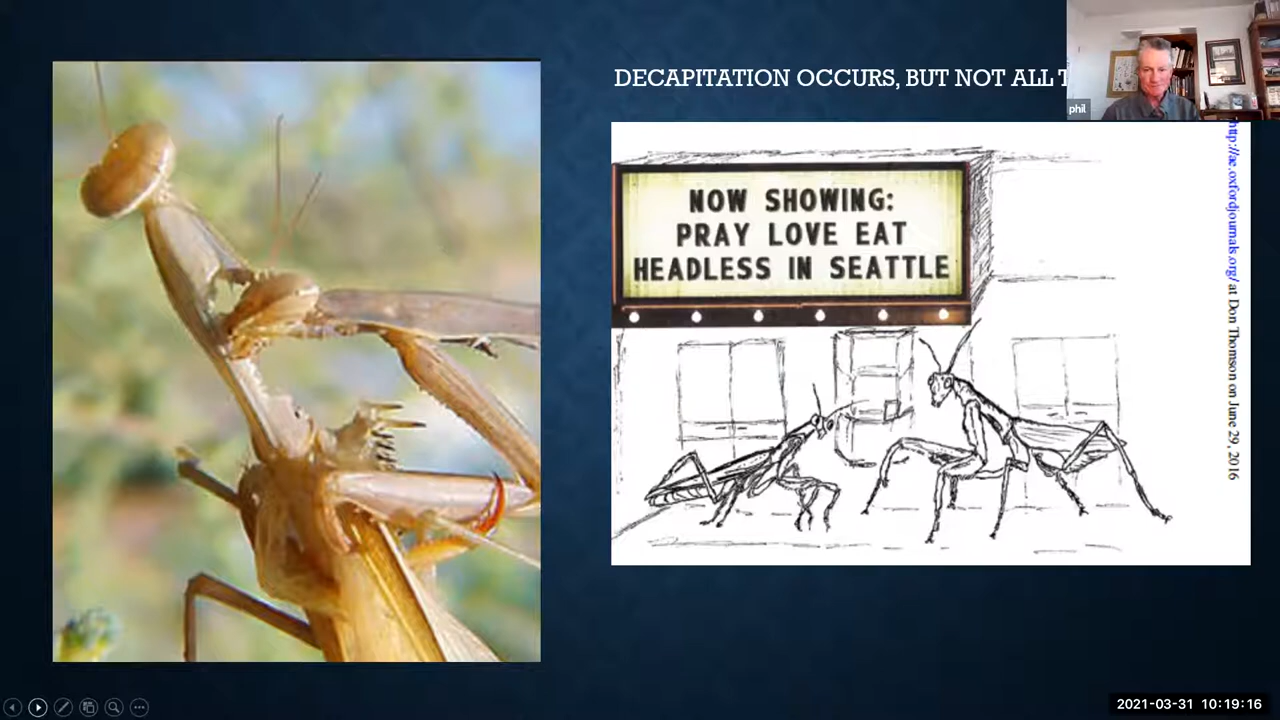 DECAPITATION OCCURS, BUT NOT ALL
phil
NOW SHOWING:
PRAY LOVE EAT
HEADLESS IN SEATTLE
http://ae.oxfordjournals.org/ at Don Thomson on June 29, 2016
2021-03-31 10:19:16